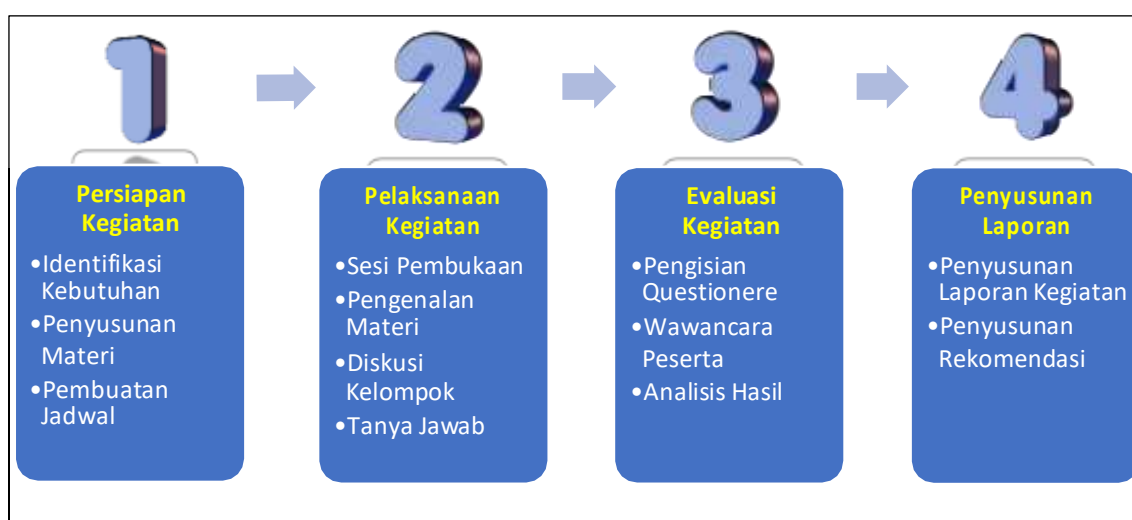 1
2
3
4
Persiapan
Kegiatan
•Identifikasi
Kebutuhan
•Penyusunan
Materi
•Pembuatan
Jadwal
Pelaksanaan
Kegiatan
•Sesi Pembukaan
•Pengenalan
Materi
•Diskusi
Kelompok
•Tanya Jawab
Evaluasi
Kegiatan
•Pengisian
Questionere
•Wawancara
Peserta
•Analisis Hasil
Penyusunan
Laporan
•Penyusunan
Laporan Kegiatan
•Penyusunan
Rekomendasi